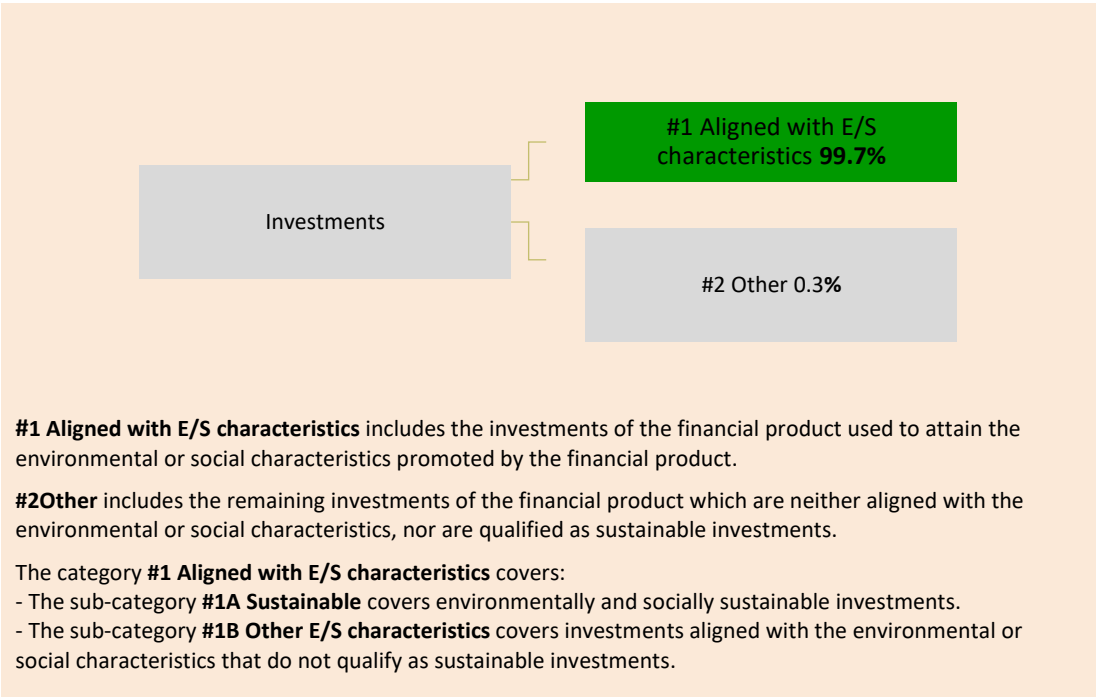 #1 Aligned with E/S
characteristics 99.7%
Investments
#2 Other 0.3%
#1 Aligned with E/S characteristics includes the investments of the financial product used to attain the
environmental or social characteristics promoted by the financial product.
#2Other includes the remaining investments of the financial product which are neither aligned with the
environmental or social characteristics, nor are qualified as sustainable investments.
The category #1 Aligned with E/S characteristics covers:
- The sub-category #1A Sustainable covers environmentally and socially sustainable investments.
- The sub-category #1B Other E/S characteristics covers investments aligned with the environmental or
social characteristics that do not qualify as sustainable investments.